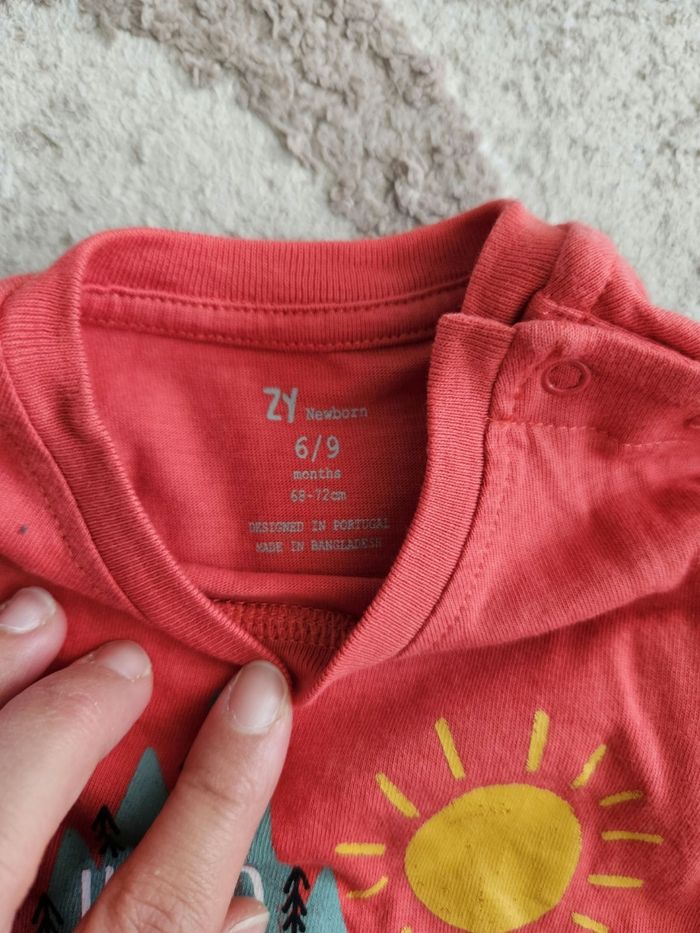 ZY Newborn
6/9
months
68-72cm
DESIGNED IN PORTUGAL
MADE IN BANGLADESH